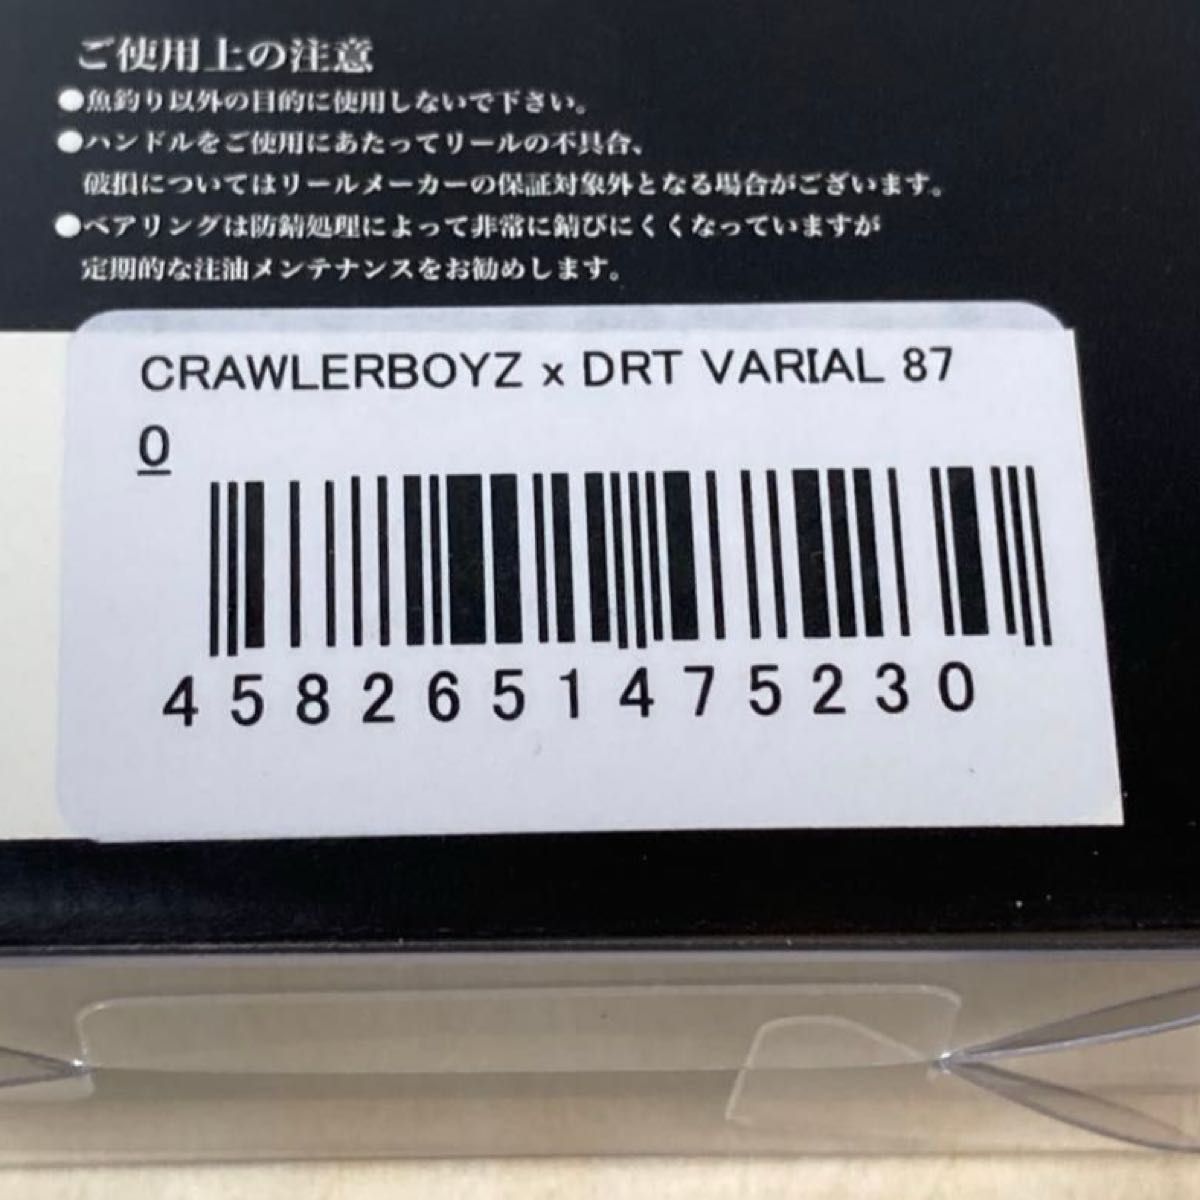 ご使用上の注意
●魚釣り以外の目的に使用しないで下さい。
●ハンドルをご使用にあたってリールの不具合、
破損についてはリールメーカーの保証対象外となる場合がございます。
●ベアリングは防錆処理によって非常に錆びにくくなっていますが
定期的な注油メンテナンスをお勧めします。
CRAWLERBOYZ x DRT VARIAL 87
0
4582651475230